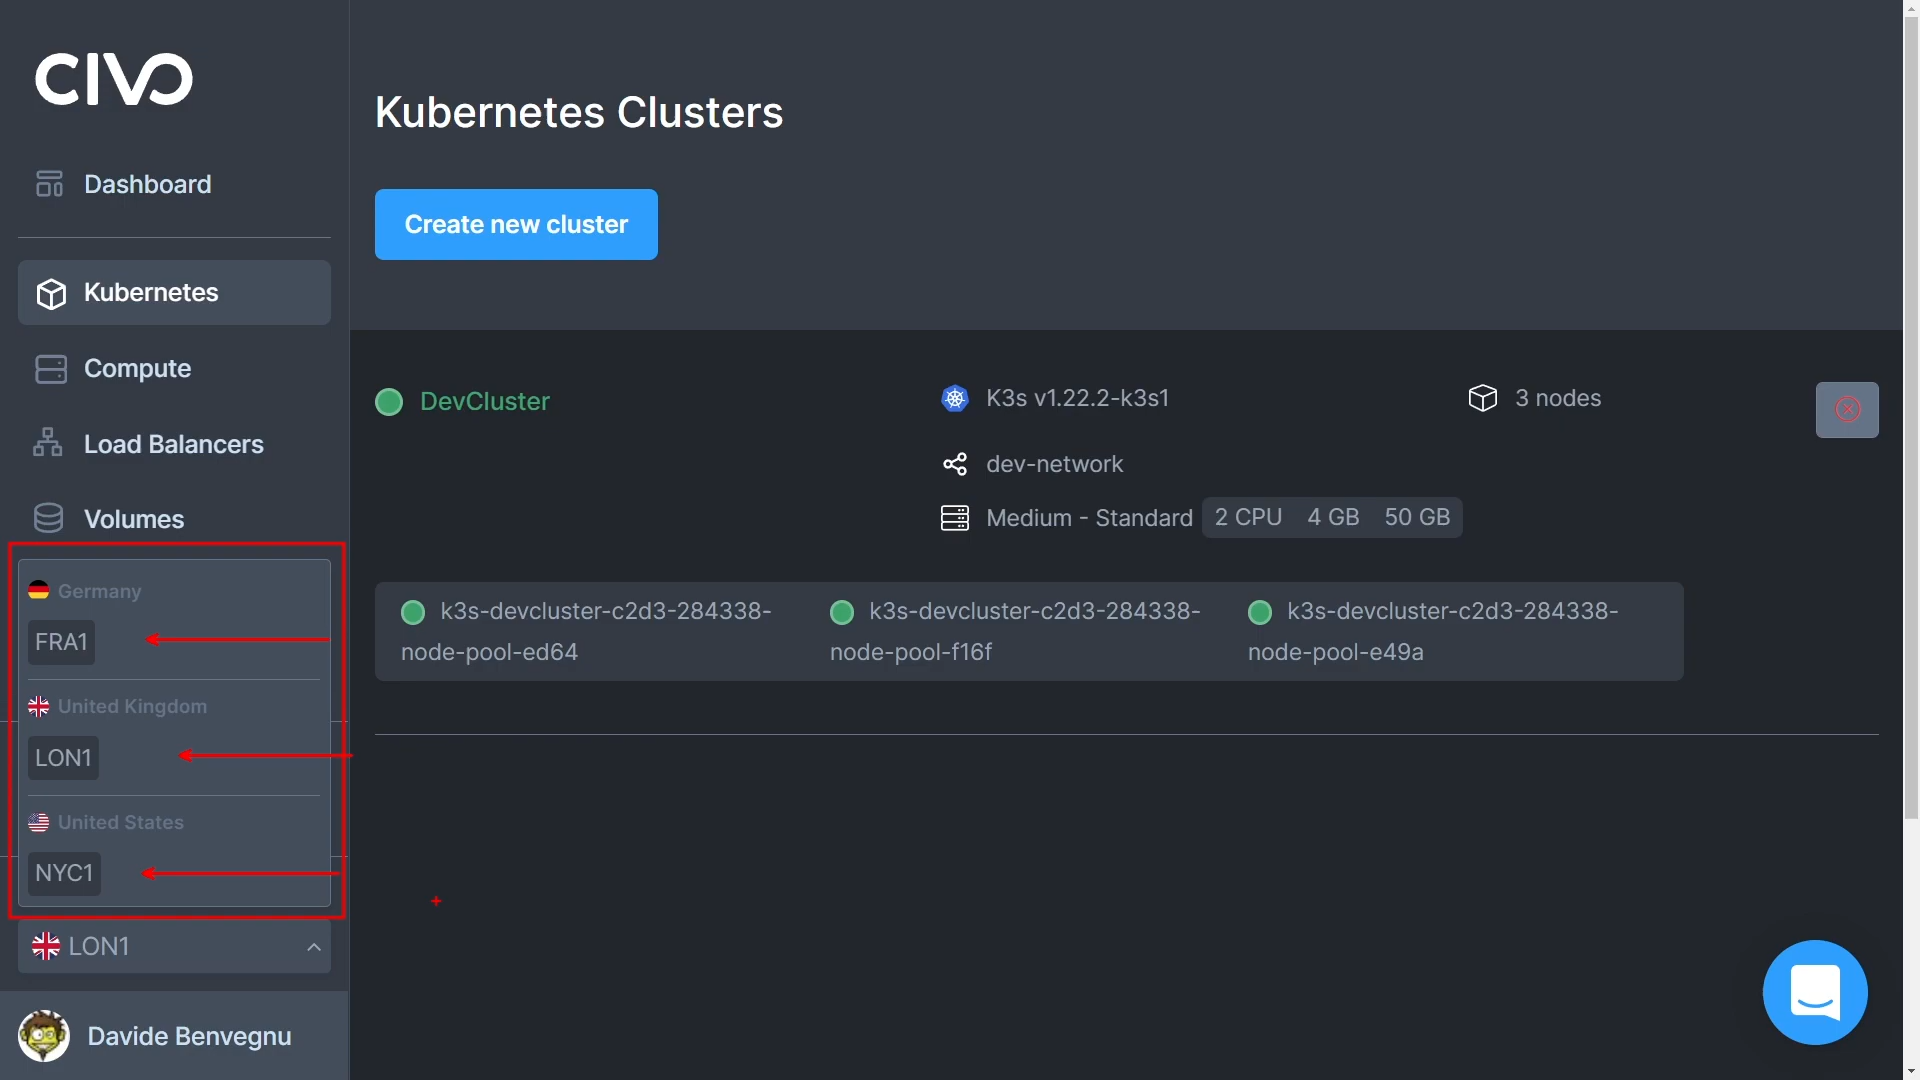 CIVO
Dashboard
Kubernetes
Compute
Load Balancers
Volumes
Germany
FRA1
United Kingdom
LON1
United States
NYC1
LON1
Davide Benvegnu
Kubernetes Clusters
Create new cluster
DevCluster
K3s v1.22.2-k3s1
3 nodes
dev-network
Medium - Standard 2 CPU 4 GB 50 GB
k3s-devcluster-c2d3-284338-
node-pool-ed64
k3s-devcluster-c2d3-284338-
node-pool-f16f
k3s-devcluster-c2d3-284338-
node-pool-e49a